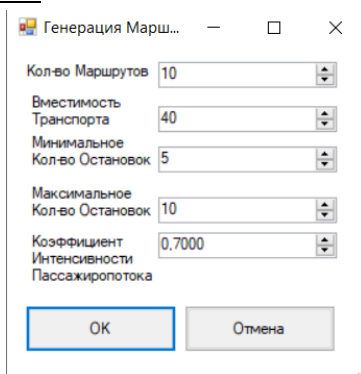 Генерация Марш...
Кол-во Маршрутов 10
Вместимость
Транспорта 40
Минимальное
Кол-во Остановок 5
Максимальное
Кол-во Остановок 10
Коэффициент 0,7000
Интенсивности
Пассажиропотока
OK Отмена